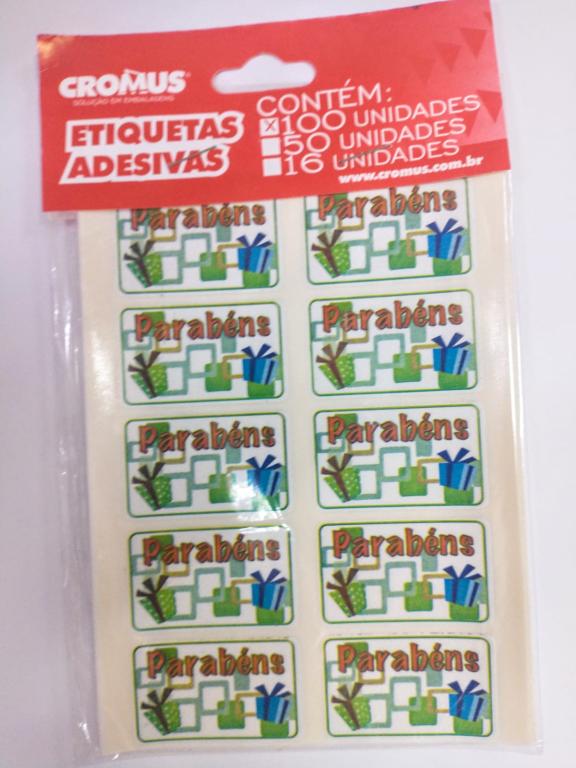 CROMUS
SOLUÇÃO EM EMBALAGENS
ETIQUETAS
ADESIVAS
CONTÉM:
X 100 UNIDADES
50 UNIDADES
16 UNIDADES
www.cromus.com.br
Parabéns Parabéns
Parabéns Parabéns
Parabéns Parabéns
Parabéns Parabéns
Parabéns Parabéns